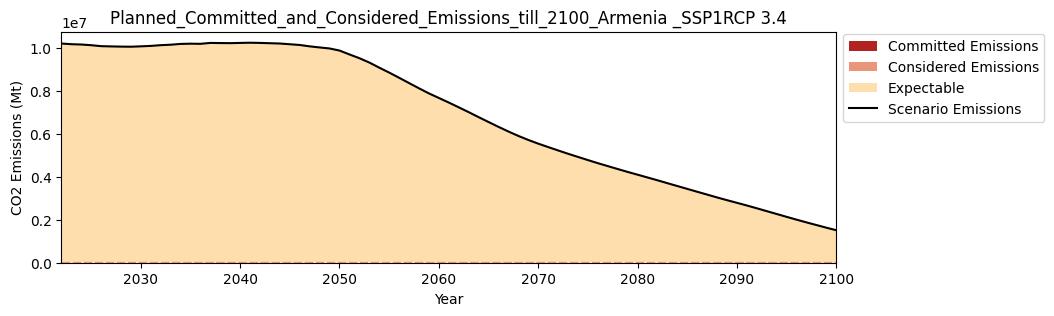 Planned_Committed_and_Considered_Emissions_till_2100_Armenia _SSP1RCP 3.4
1e7
CO2 Emissions (Mt)
1.0
0.8
0.6
0.4
0.2
0.0
2030
2040
2050
2060
2070
2080
2090
2100
Year
Committed Emissions
Considered Emissions
Expectable
Scenario Emissions